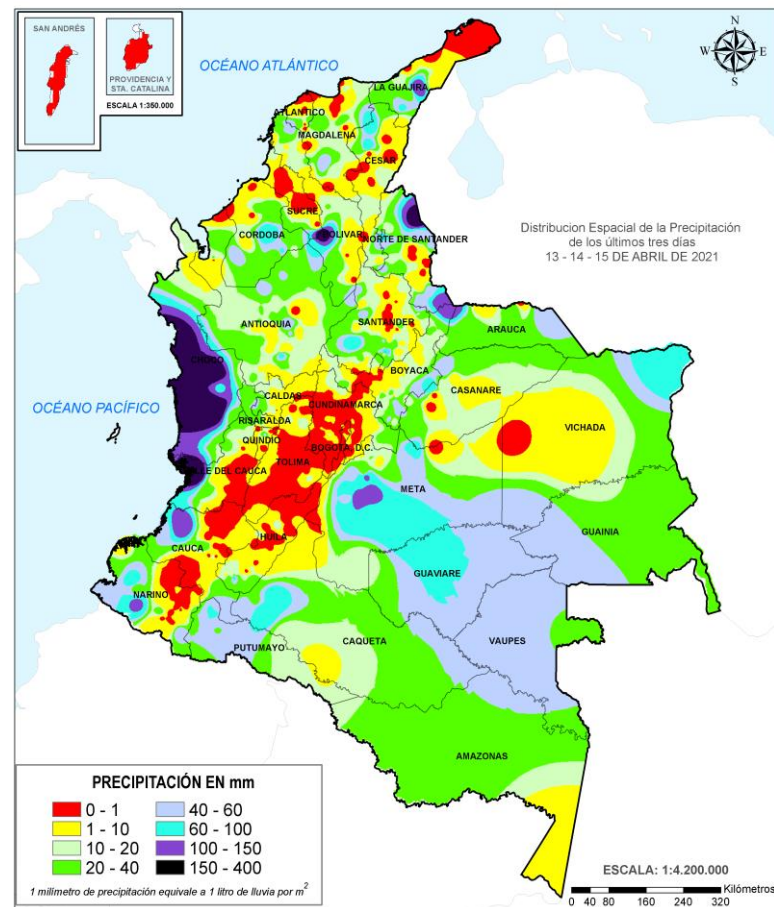 SAN ANDRÉS
PROVIDENCIA Y
STA. CATALINA
ESCALA 1:350.000
OCÉANO ATLÁNTICO
N
W E
S
LA GUAJIRA
ATLANTICO
MAGDALENA
CESAR
SUCRE
CORDOBA
BOLIVAR
NORTE DE SANTANDER
Distribucion Espacial de la Precipitación
de los últimos tres días
13 - 14 - 15 DE ABRIL DE 2021
ANTIOQUIA
SANTANDER
ARAUCA
CHOCO
BOYACA
CASANARE
OCÉANO PACÍFICO
CALDAS
CUNDINAMARCA
VICHADA
RISARALDA
QUINDIO
BOGOTA, D.C.
TOLIMA
VALLE DEL CAUCA
META
GUAINIA
HUILA
CAUCA
GUAVIARE
NARINO
VAUPES
PUTUMAYO
CAQUETA
AMAZONAS
PRECIPITACIÓN EN mm
0 - 1
40 - 60
1 - 10
60 - 100
10 - 20
100 - 150
20 - 40
150 - 400
1 milímetro de precipitación equivale a 1 litro de lluvia por m²
ESCALA: 1:4.200.000
Kilómetros
0 40 80 160 240 320